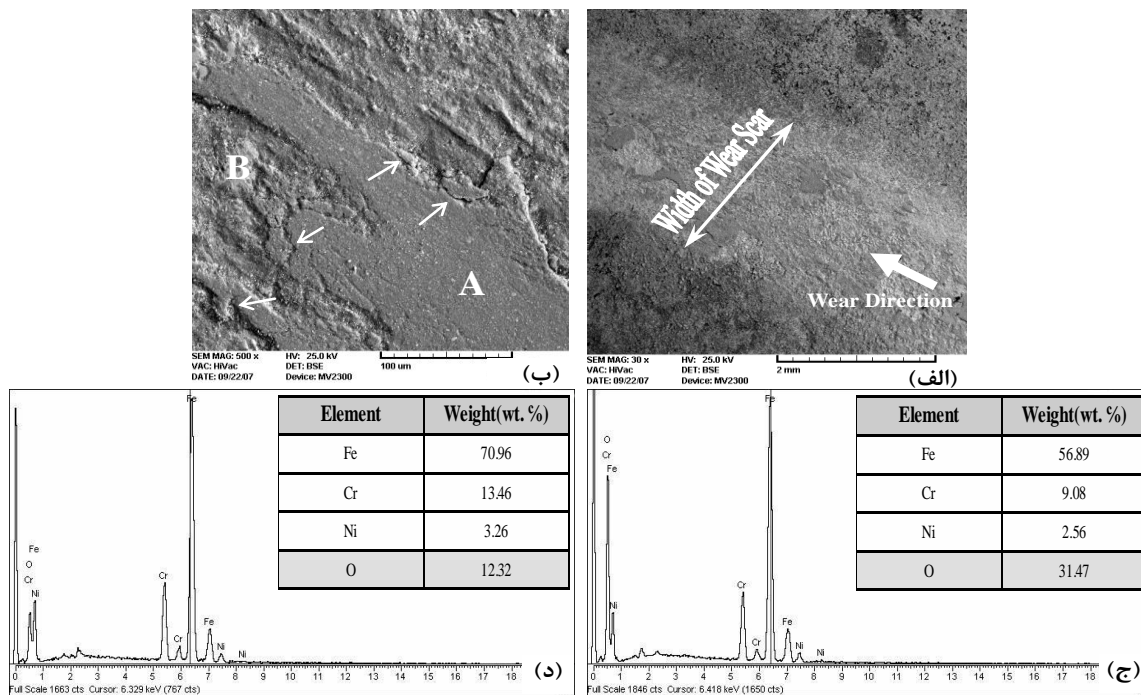 B
A
SEM MAG: 500 x HV: 25.0 kV
VAC: HiVac DET: BSE 100 um
DATE: 09/22/07 Device: MV2300
(ب)
Width of Wear Scar
Wear Direction
SEM MAG: 30 x HV: 25.0 kV
VAC: HiVac DET: BSE 2 mm
DATE: 09/22/07 Device: MV2300
(الف)
Element Weight(wt. %)
Fe 70.96
Cr 13.46
Ni 3.26
O 12.32
Fe
Fe
O
Cr
Ni
Cr
Cr
Fe
Ni
Ni
0 1 2 3 4 5 6 7 8 9 10 11 12 13 14 15 16 17 18
Full Scale 1663 cts Cursor: 6.329 keV (767 cts)
(د)
Element Weight(wt. %)
Fe 56.89
Cr 9.08
Ni 2.56
O 31.47
Fe
O
Cr
Fe
Ni
Cr
Cr
Fe
Ni
Ni
0 1 2 3 4 5 6 7 8 9 10 11 12 13 14 15 16 17 18
Full Scale 1846 cts Cursor: 6.418 keV (1650 cts)
(ج)